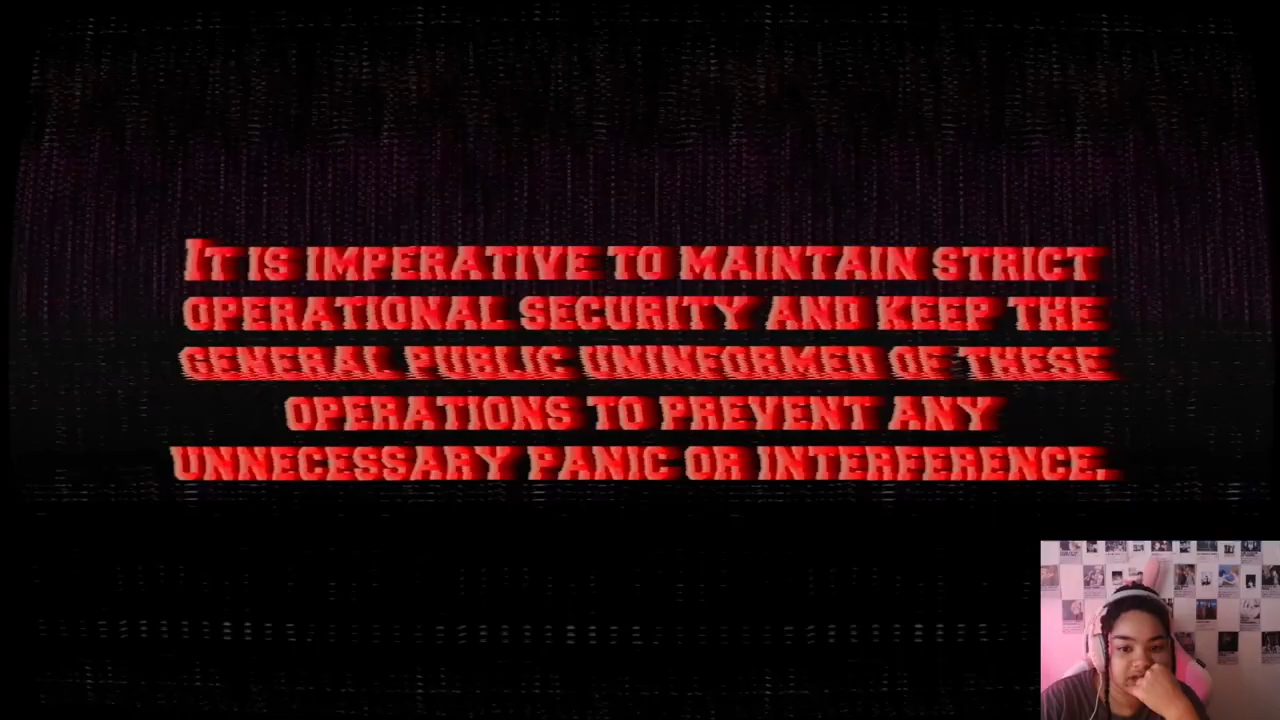 It is imperative to maintain strict
operational security and keep the
general public uninformed of these
operations to prevent any
unnecessary panic or interference.